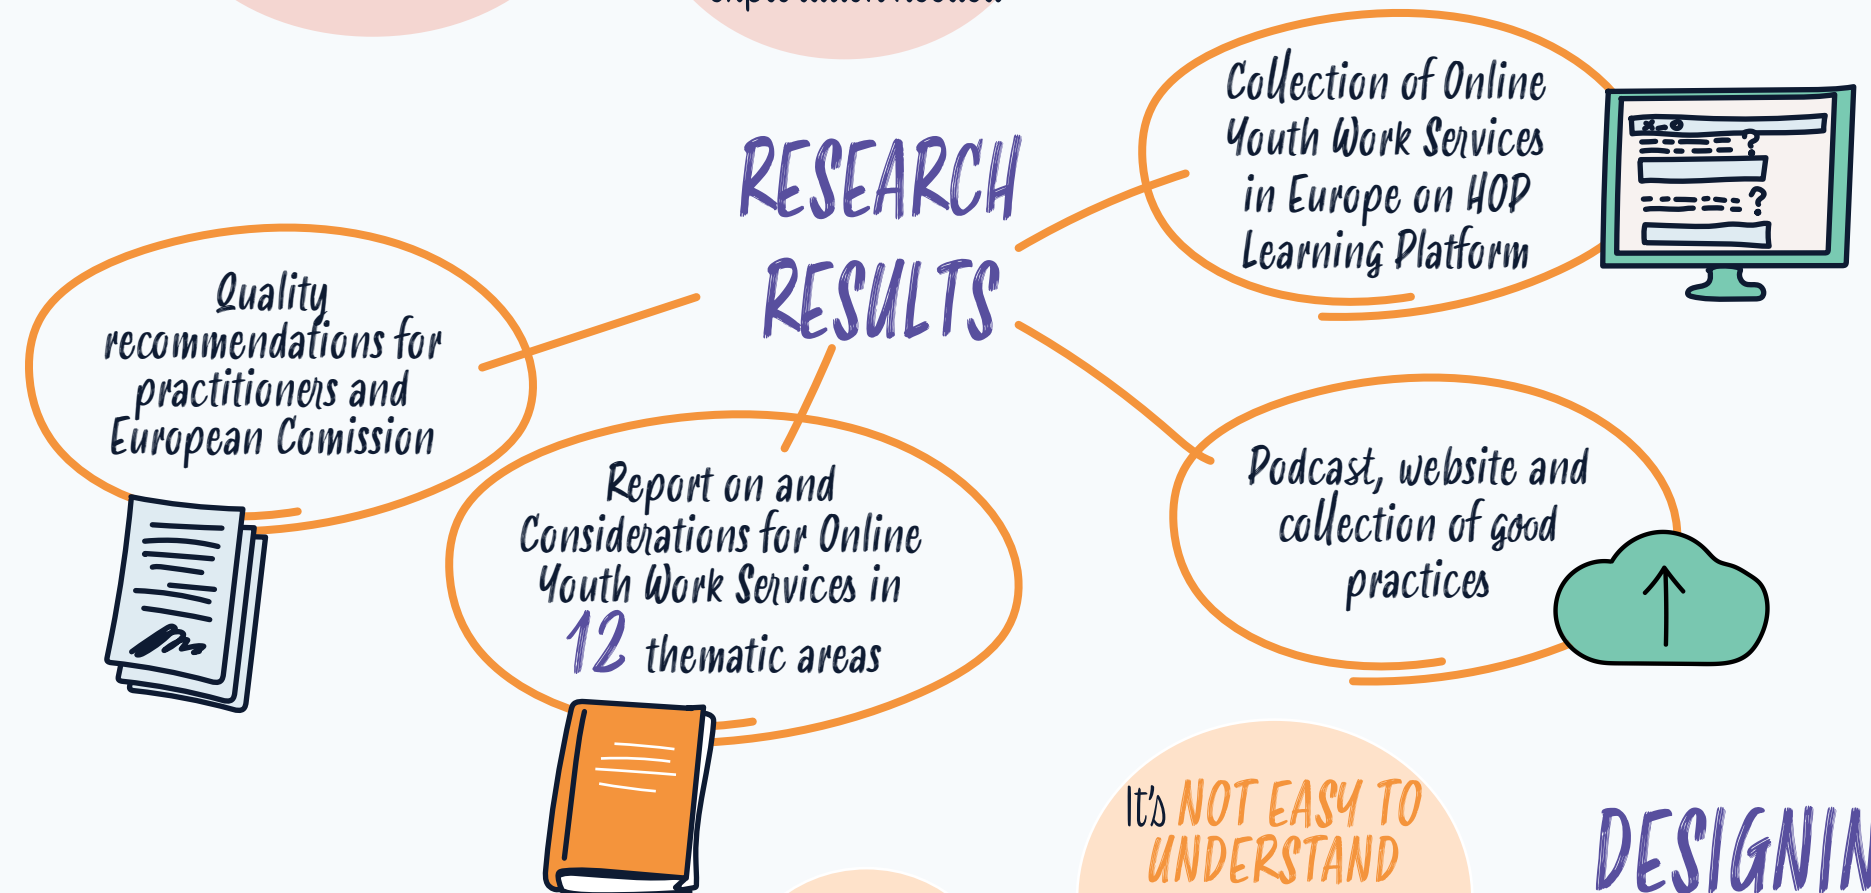 RESEARCH
RESULTS
Collection of Online
Youth Work Services
in Europe on HOP
Learning Platform
Quality
recommendations for
practitioners and
European Comission
Report on and
Considerations for Online
Youth Work Services in
12 thematic areas
Podcast, website and
collection of good
practices
It's NOT EASY TO
UNDERSTAND